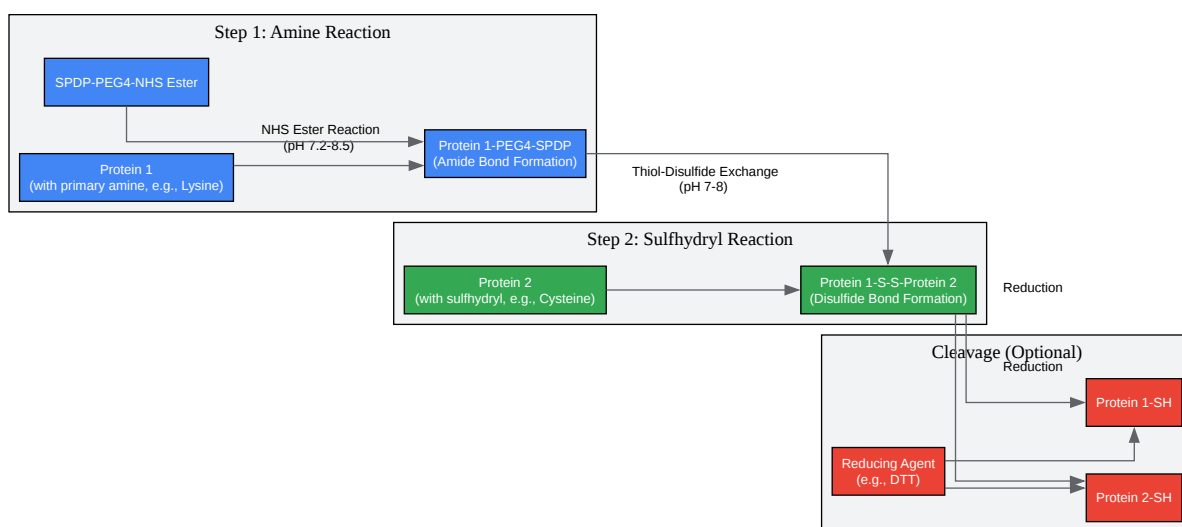 Step 1: Amine Reaction
SPDP-PEG4-NHS Ester
NHS Ester Reaction
(pH 7.2-8.5)
Protein 1-PEG4-SPDP
(Amide Bond Formation)
Protein 1
(with primary amine, e.g., Lysine)
Thiol-Disulfide Exchange
(pH 7-8)
Step 2: Sulfhydryl Reaction
Protein 2
(with sulfhydryl, e.g., Cysteine)
Protein 1-S-S-Protein 2
(Disulfide Bond Formation)
Reduction
Cleavage (Optional)
Reduction
Protein 1-SH
Reducing Agent
(e.g., DTT)
Protein 2-SH